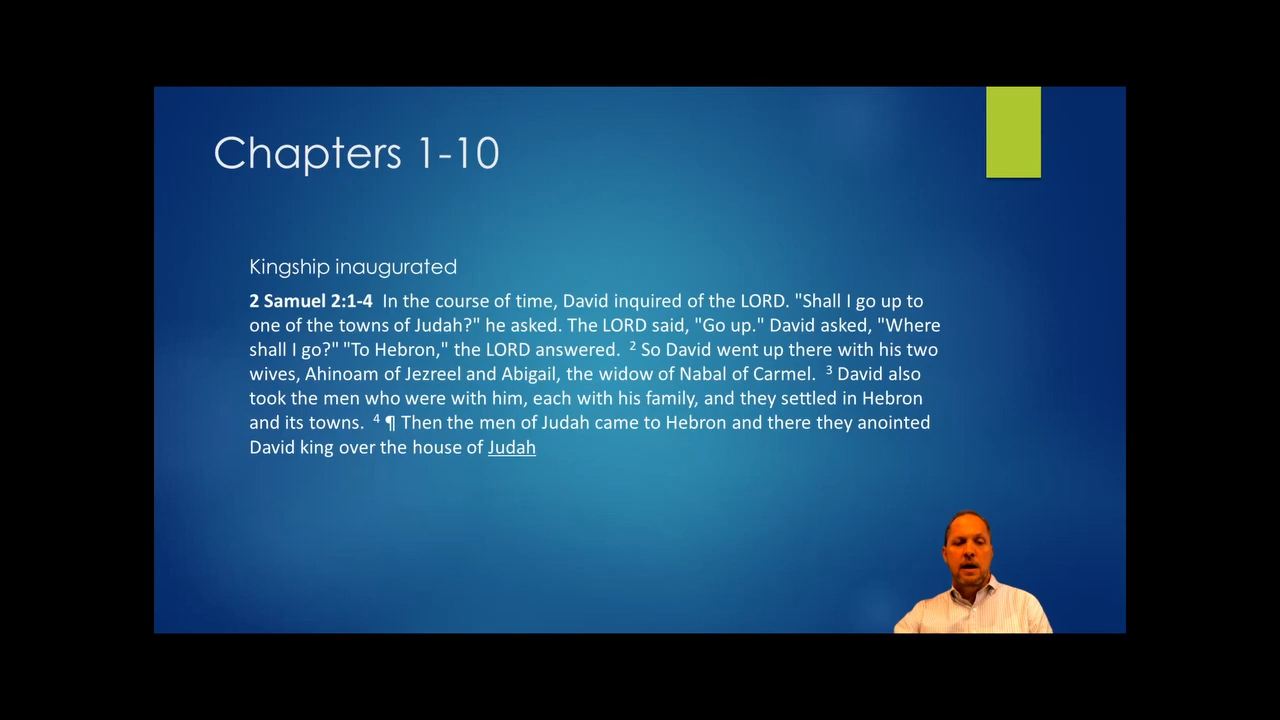 Chapters 1-10
Kingship inaugurated
2 Samuel 2:1-4 In the course of time, David inquired of the LORD. "Shall I go up to
one of the towns of Judah?" he asked. The LORD said, "Go up." David asked, "Where
shall I go?" "To Hebron," the LORD answered. ² So David went up there with his two
wives, Ahinoam of Jezreel and Abigail, the widow of Nabal of Carmel. ³ David also
took the men who were with him, each with his family, and they settled in Hebron
and its towns. ⁴ ¶ Then the men of Judah came to Hebron and there they anointed
David king over the house of Judah